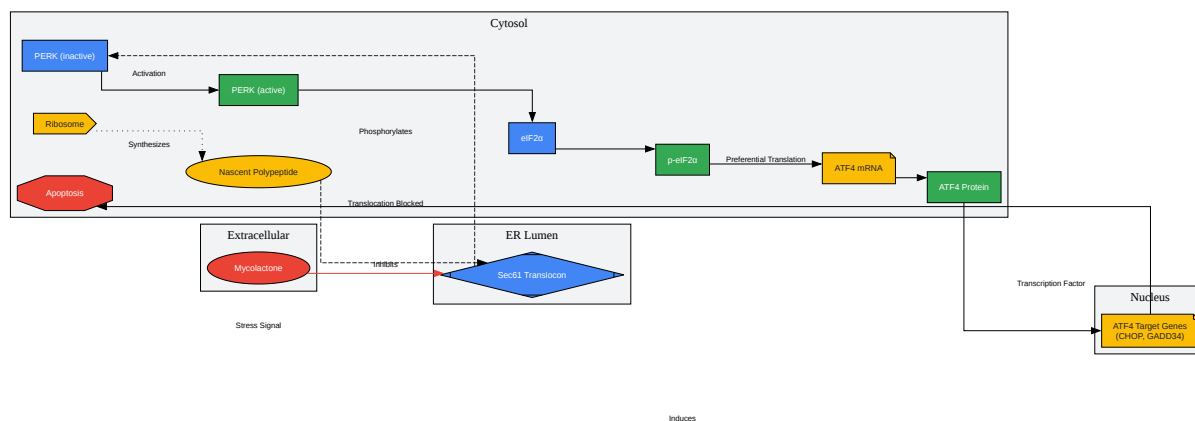 Cytosol
PERK (inactive)
Activation
PERK (active)
Ribosome
Phosphorylates
eIF2α
Synthesizes
p-eIF2α
Preferential Translation
ATF4 mRNA
Nascent Polypeptide
ATF4 Protein
Apoptosis
Translocation Blocked
Extracellular
ER Lumen
Mycolactone
Inhibits
Sec61 Translocon
Transcription Factor
Nucleus
Stress Signal
ATF4 Target Genes
(CHOP, GADD34)
Induces